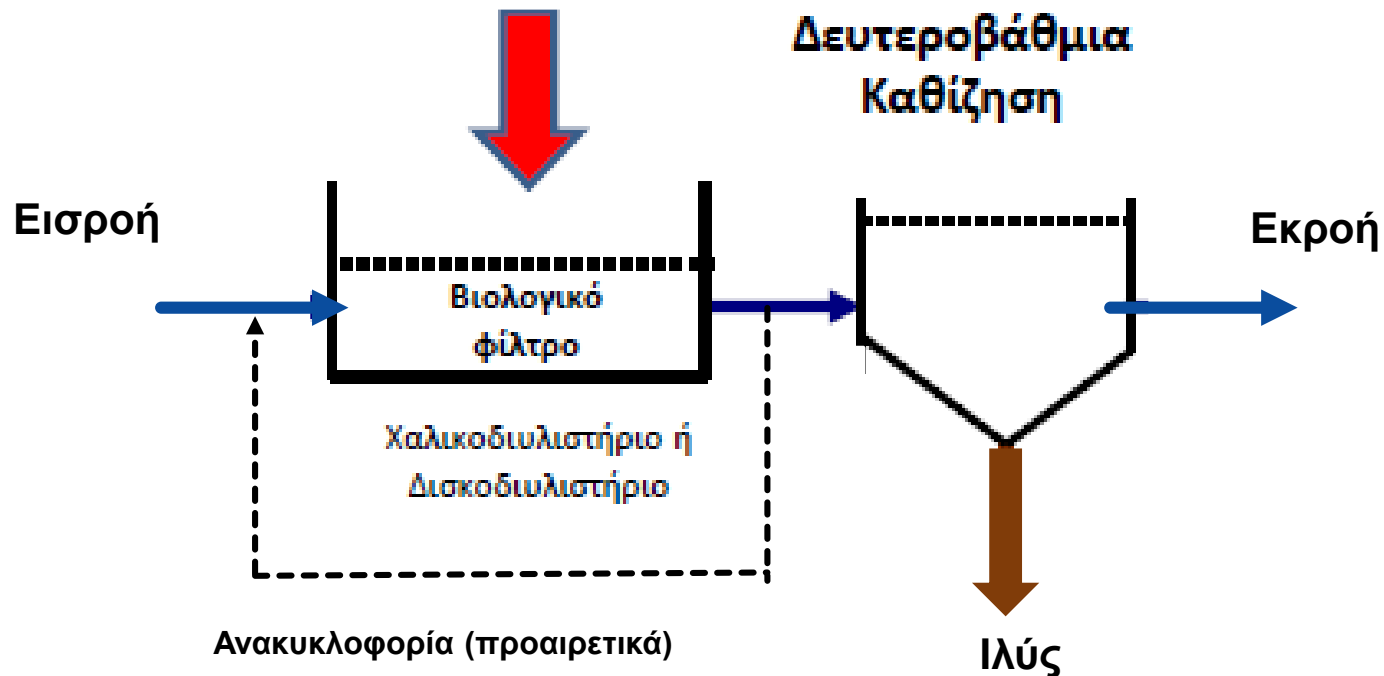 Δευτεροβάθμια
Καθίζηση
Εισροή
Εκροή
Βιολογικό
φίλτρο
Χαλικοδιυλιστήριο ή
Δισκοδιυλιστήριο
Ανακυκλοφορία (προαιρετικά)
Ιλύς